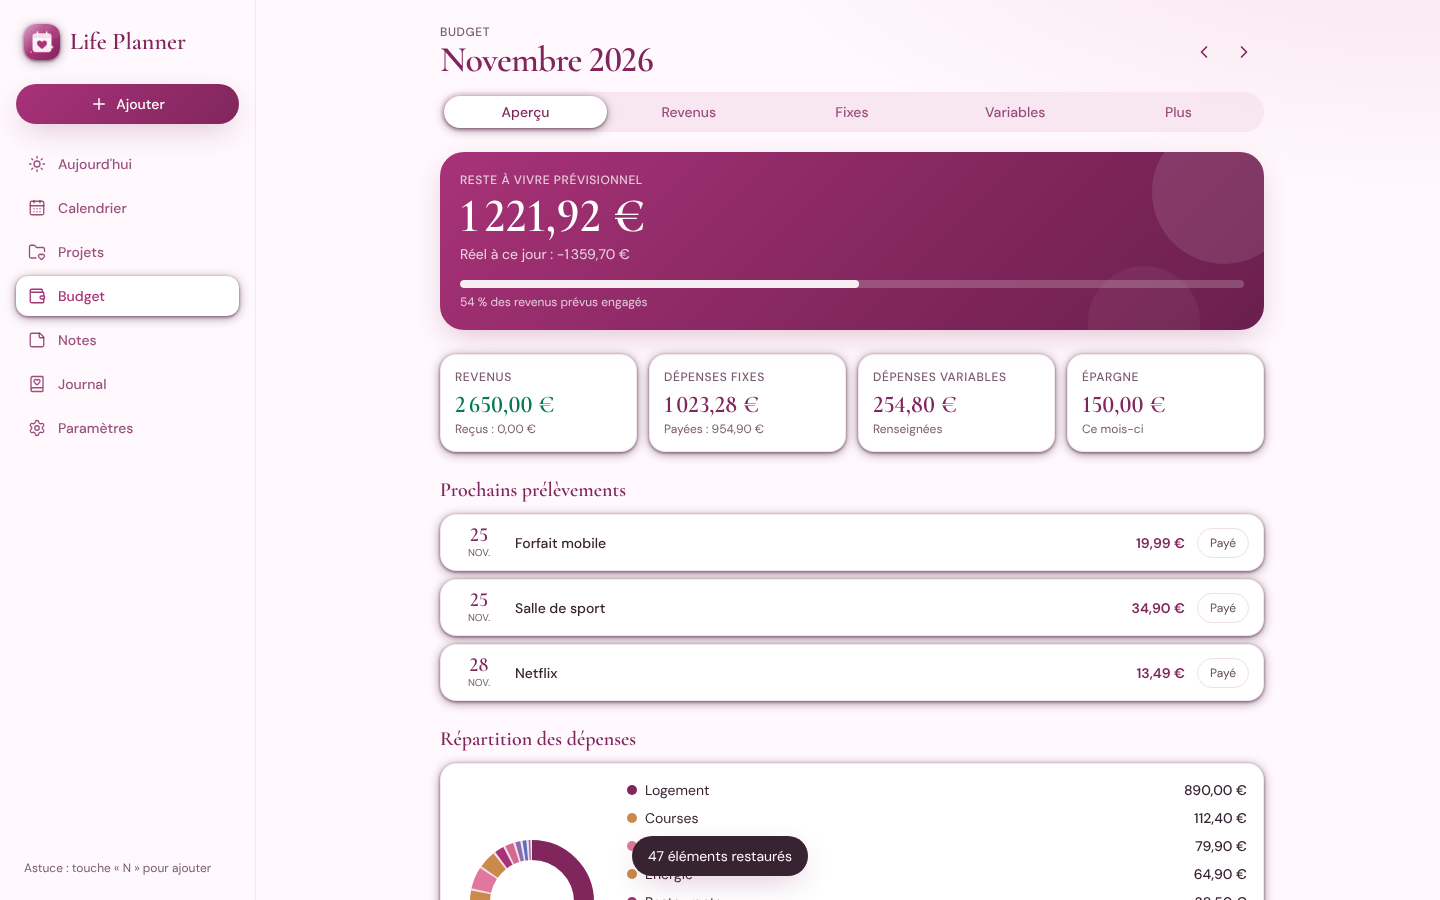 Life Planner
Ajouter
Aujourd'hui
Calendrier
Projets
Budget
Notes
Journal
Paramètres
Astuce : touche « N » pour ajouter
BUDGET
Novembre 2026
Aperçu
Revenus
Fixes
Variables
Plus
RESTE À VIVRE PRÉVISIONNEL
1 221,92 €
Réel à ce jour : -1 359,70 €
54 % des revenus prévus engagés
REVENUS
2 650,00 €
Reçus : 0,00 €
DÉPENSES FIXES
1 023,28 €
Payées : 954,90 €
DÉPENSES VARIABLES
254,80 €
Renseignées
ÉPARGNE
150,00 €
Ce mois-ci
Prochains prélèvements
25 NOV.
Forfait mobile
19,99 €
Payé
25 NOV.
Salle de sport
34,90 €
Payé
28 NOV.
Netflix
13,49 €
Payé
Répartition des dépenses
Logement 890,00 €
Courses 112,40 €
79,90 €
47 éléments restaurés
Énergie 64,90 €